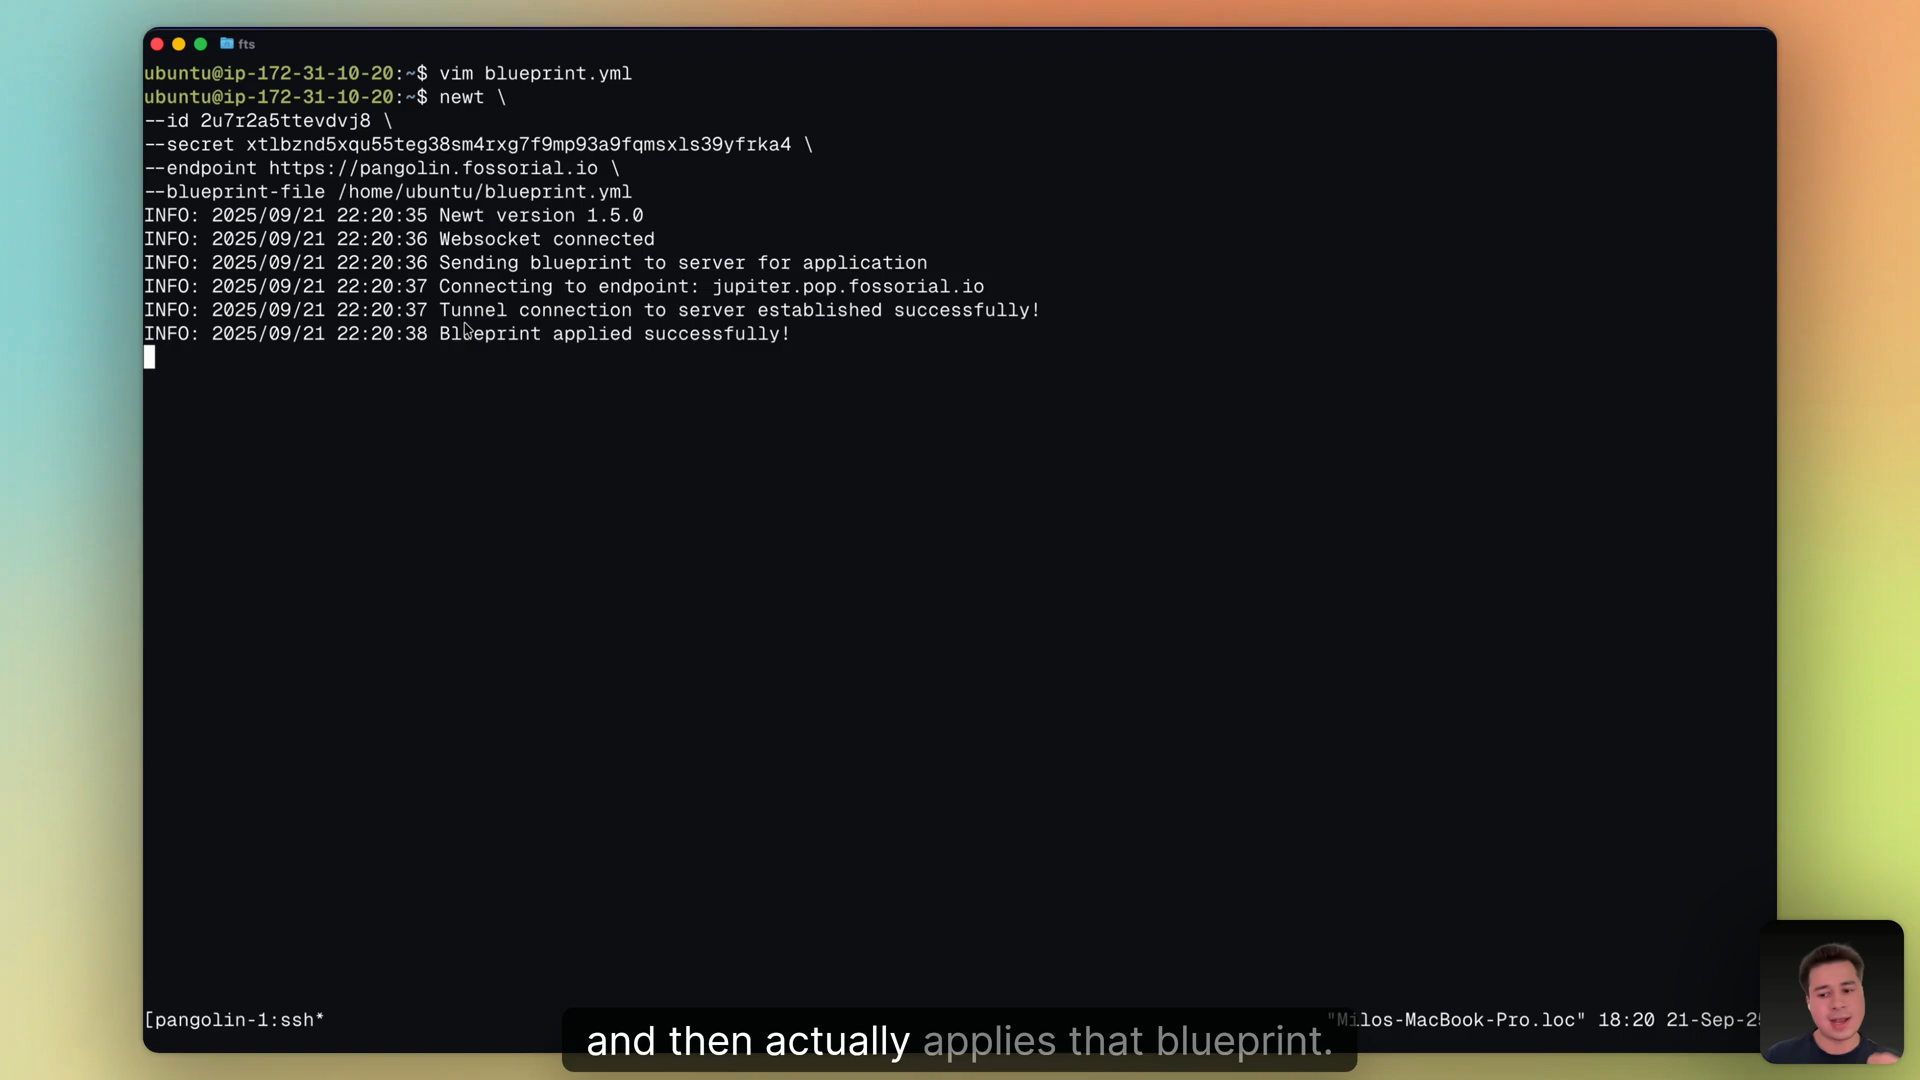 fts
ubuntu@ip-172-31-10-20:~$ vim blueprint.yml
ubuntu@ip-172-31-10-20:~$ newt \
--id 2u7r2a5ttevdvj8 \
--secret xtlbznd5xqu55teg38sm4rxg7f9mp93a9fqmsxls39yfrka4 \
--endpoint https://pangolin.fossorial.io \
--blueprint-file /home/ubuntu/blueprint.yml
INFO: 2025/09/21 22:20:35 Newt version 1.5.0
INFO: 2025/09/21 22:20:36 Websocket connected
INFO: 2025/09/21 22:20:36 Sending blueprint to server for application
INFO: 2025/09/21 22:20:37 Connecting to endpoint: jupiter.pop.fossorial.io
INFO: 2025/09/21 22:20:37 Tunnel connection to server established successfully!
INFO: 2025/09/21 22:20:38 Blueprint applied successfully!
[pangolin-1:ssh* "Milos-MacBook-Pro.loc" 18:20 21-Sep-25
and then actually applies that blueprint.